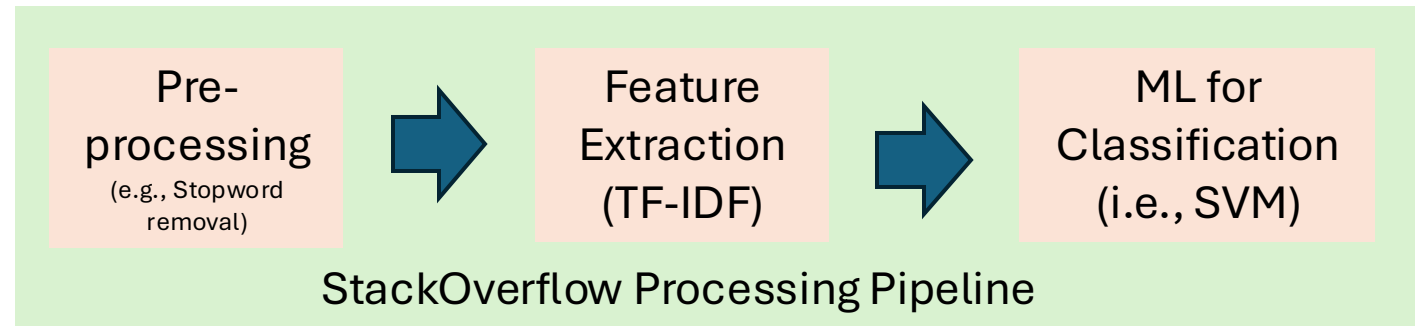 Pre-
processing
(e.g., Stopword
removal)
Feature
Extraction
(TF-IDF)
ML for
Classification
(i.e., SVM)
StackOverflow Processing Pipeline